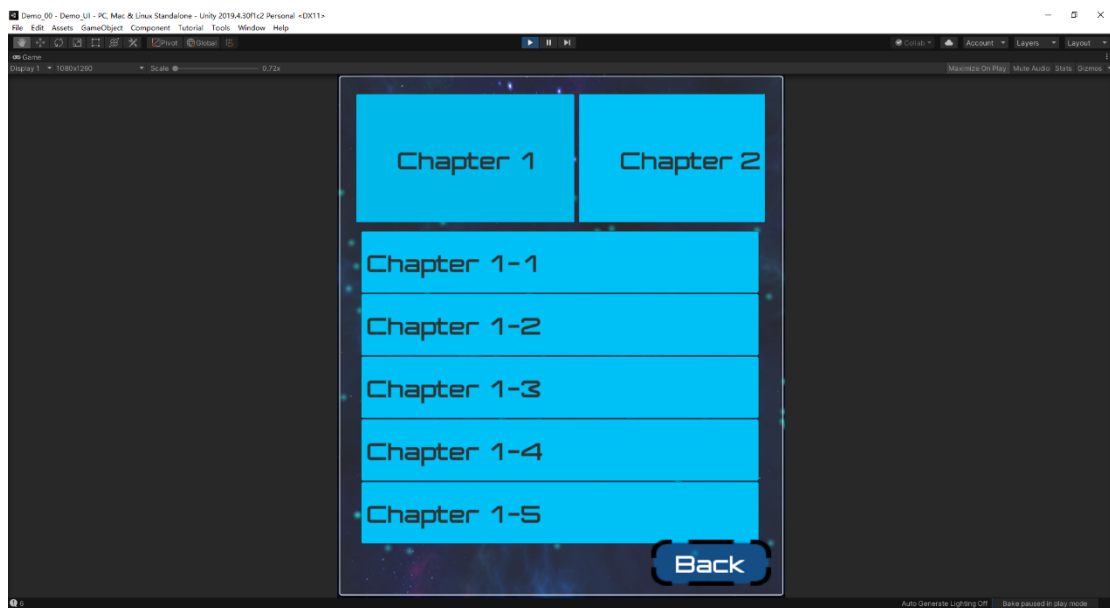 Demo_00 - Demo_UI - PC, Mac & Linux Standalone - Unity 2019.4.30f1c2 Personal <DX11>
File Edit Assets GameObject Component Tutorial Tools Window Help
Pivot Global Collab Account Layers Layout
Game
Display 1 1080x1260 Scale 0.72x Maximize On Play Mute Audio Stats Gizmos
Chapter 1 Chapter 2
Chapter 1-1
Chapter 1-2
Chapter 1-3
Chapter 1-4
Chapter 1-5
Back
6 Auto Generate Lighting Off Bake paused in play mode